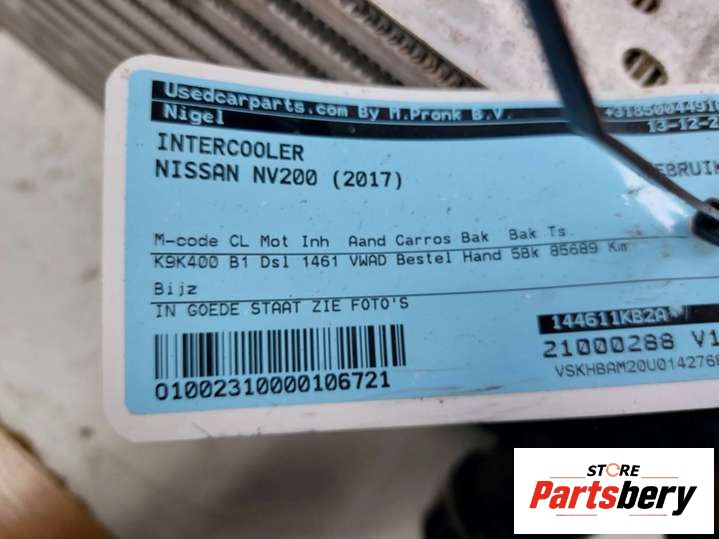 Usedcarparts.com By M.Pronk B.V.
Nigel
INTERCOOLER
NISSAN NV200 (2017)
M-code CL Mot Inh Aand Carros Bak Bak Ts.
K9K400 B1 Dsl 1461 VWAD Bestel Hand 5Bk 85689 Km
Bijz
IN GOEDE STAAT ZIE FOTO'S
144611KB2A*
21000288 V1
01002310000106721
STORE
Partsbery